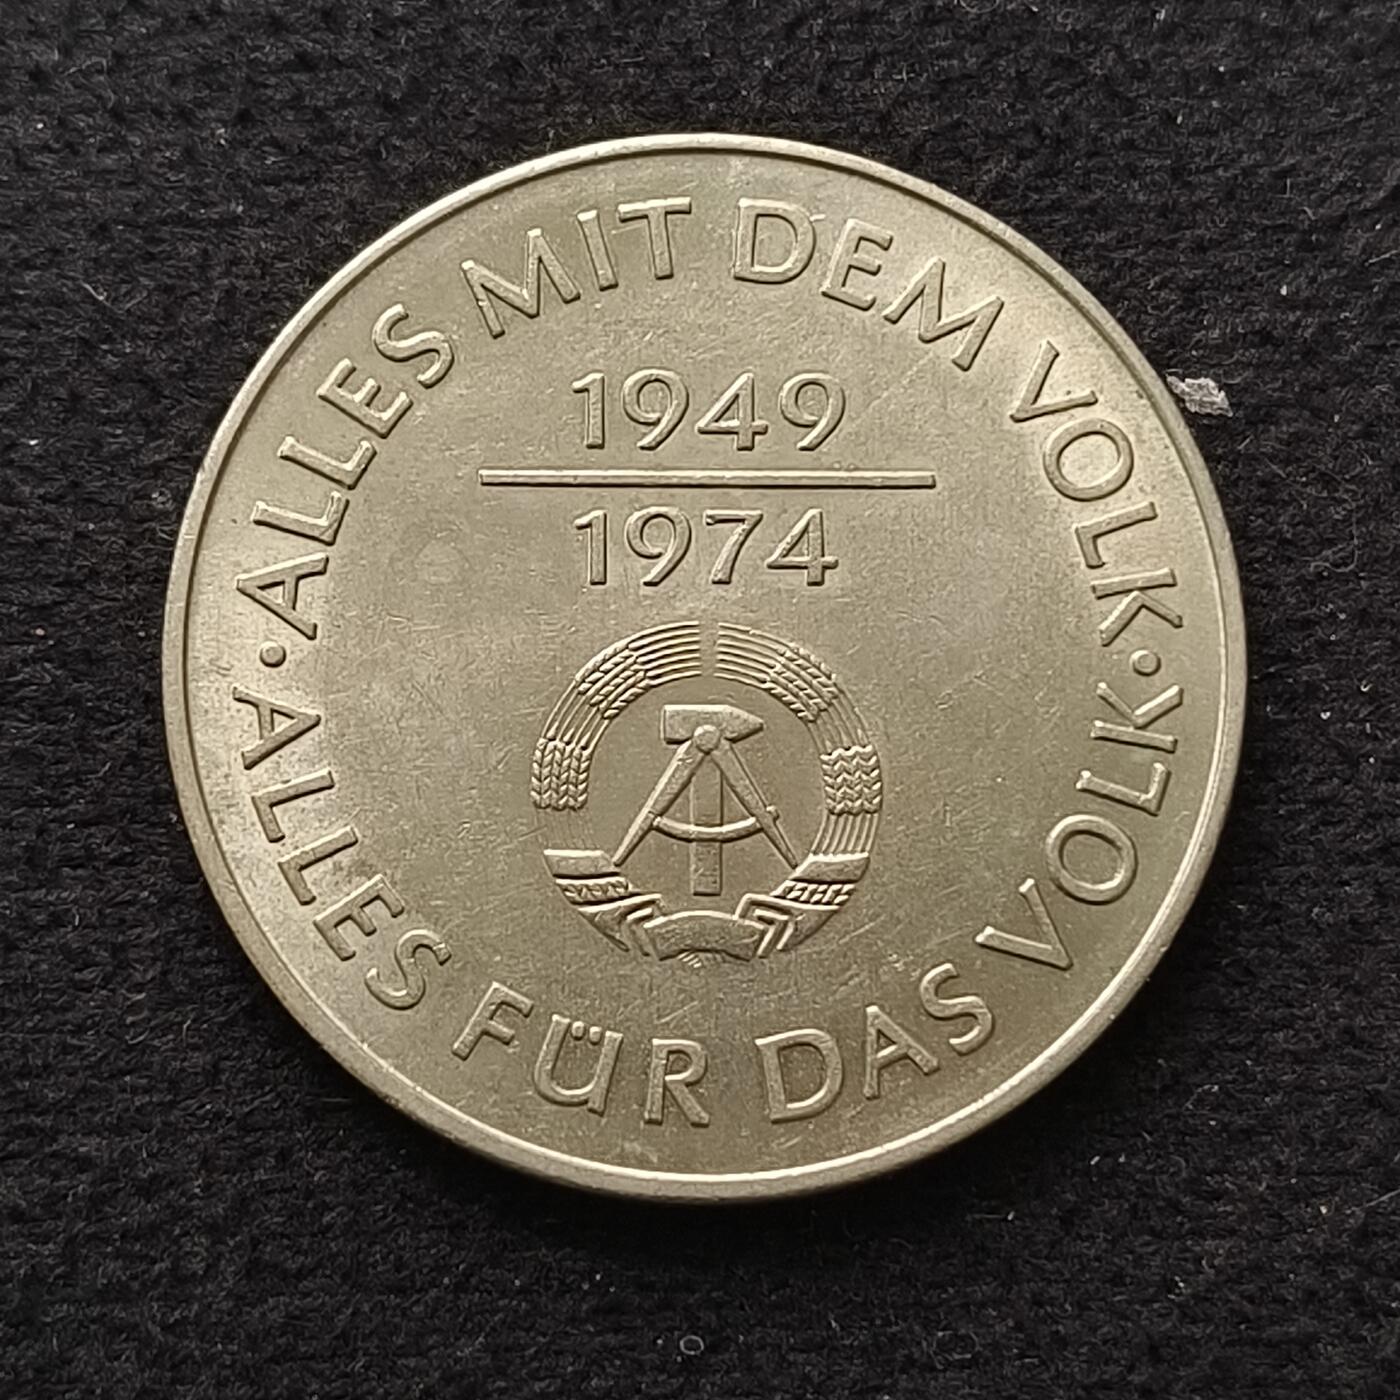 · ALLES MIT DEM VOLK ·
ALLES FÜR DAS VOLK
1949
1974